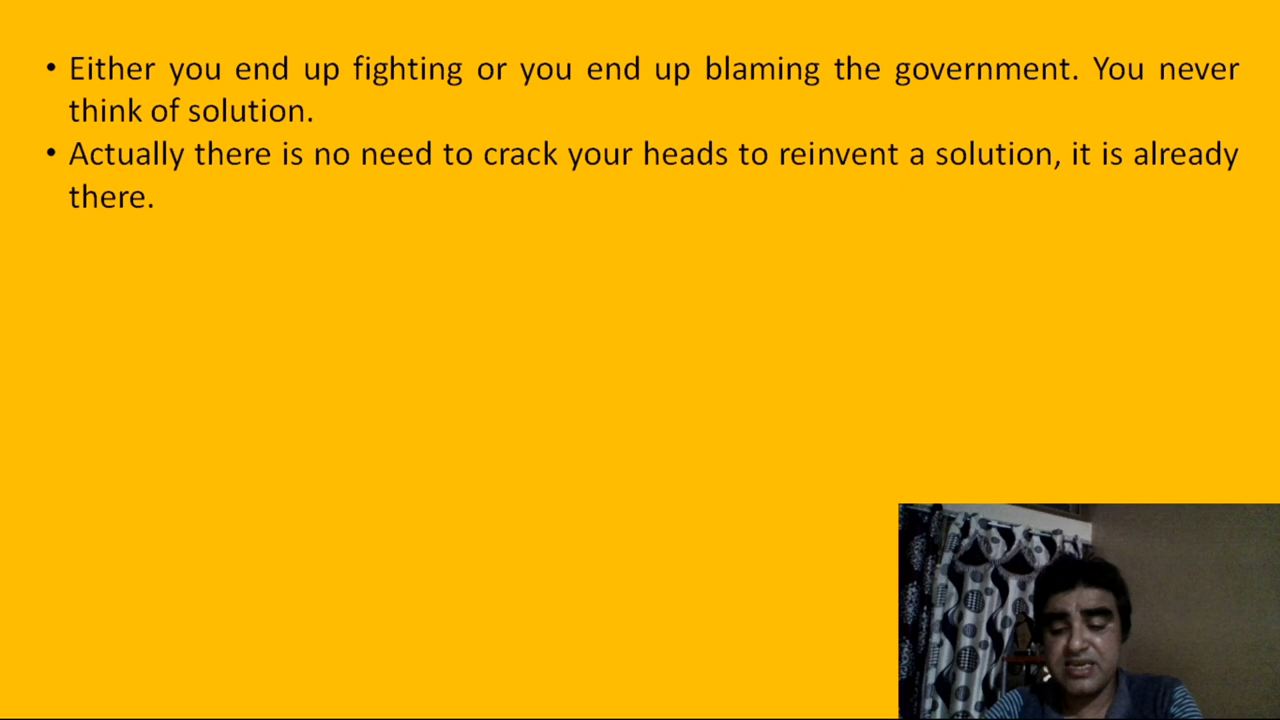 • Either you end up fighting or you end up blaming the government. You never
think of solution.
• Actually there is no need to crack your heads to reinvent a solution, it is already
there.